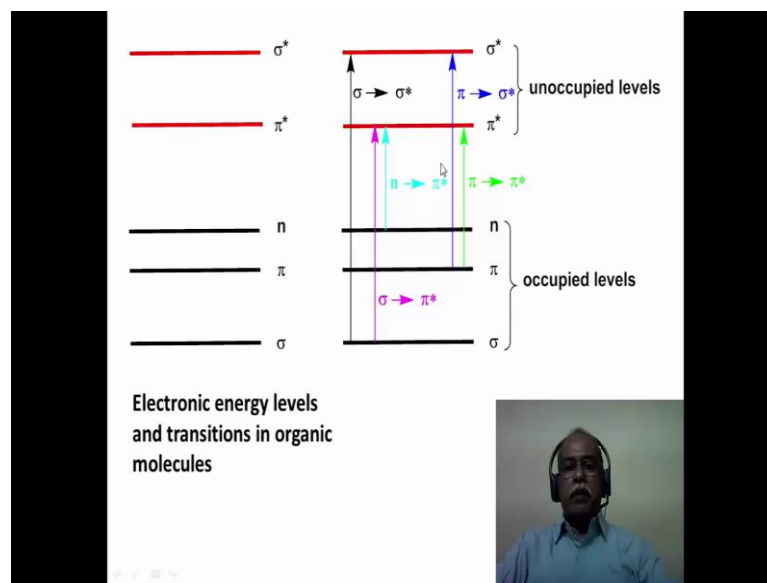 σ*
π*
n
π
σ
σ*
π*
n
π
σ
σ → σ*
π → σ*
n → π*
π → π*
σ → π*
unoccupied levels
occupied levels
Electronic energy levels
and transitions in organic
molecules